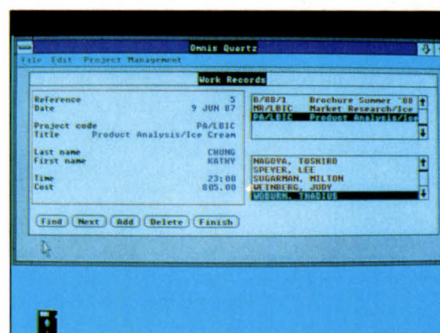 Omnis Quartz
File Edit Project Management
Work Records
Reference 5
Date 9 JUN 87
Project code PA/LBIC
Title Product Analysis/Ice Cream
Last name CHUNG
First name KATHY
Time 23:00
Cost 805.00
B/BB/1 Brochure Summer '88
MR/LBIC Market Research/Ice
PA/LBIC Product Analysis/Ice
NAGOYA, TOSHIRO
SPEYER, LEE
SUGARMAN, MILTON
WEINBERG, JUDY
WOBURN, THADIUS
Find Next Add Delete Finish